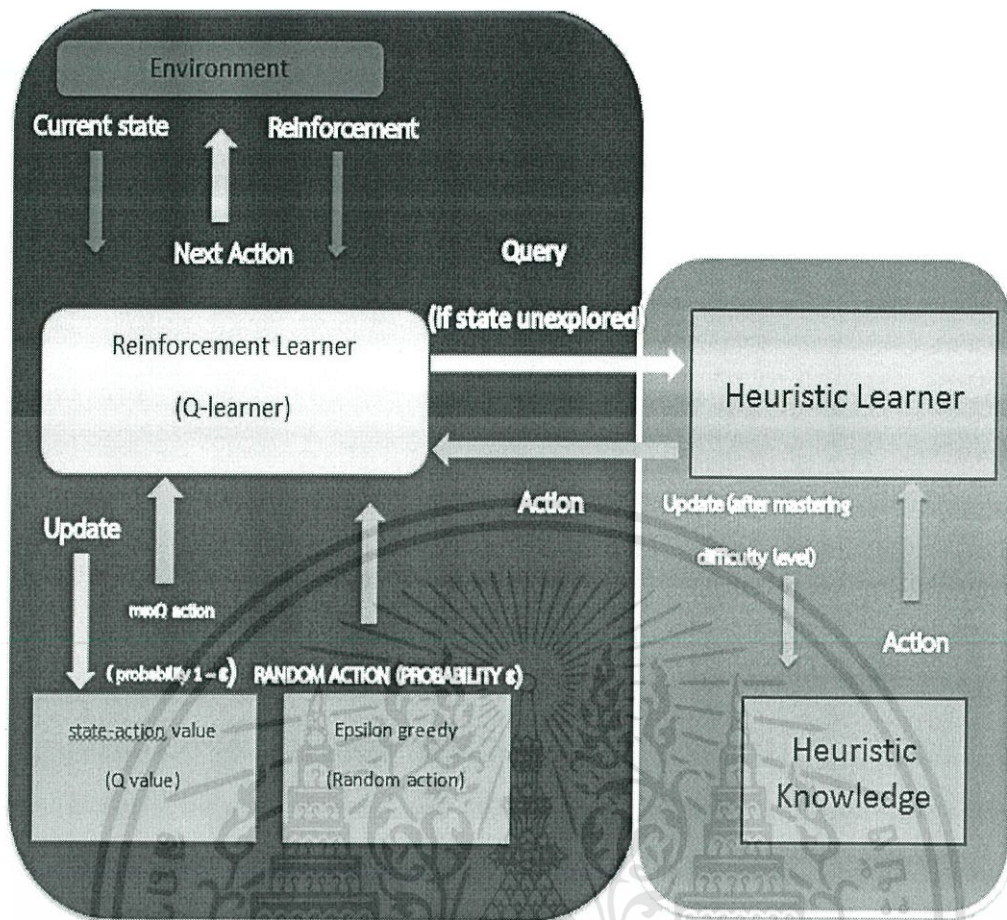 Environment
Current state
Reinforcement
Next Action
Query
(if state unexplored)
Reinforcement Learner
(Q-learner)
Heuristic Learner
Action
Update
Update (after mastering
difficulty level)
maxQ action
Action
(probability 1 – ε)
RANDOM ACTION (PROBABILITY ε)
state-action value
(Q value)
Epsilon greedy
(Random action)
Heuristic
Knowledge